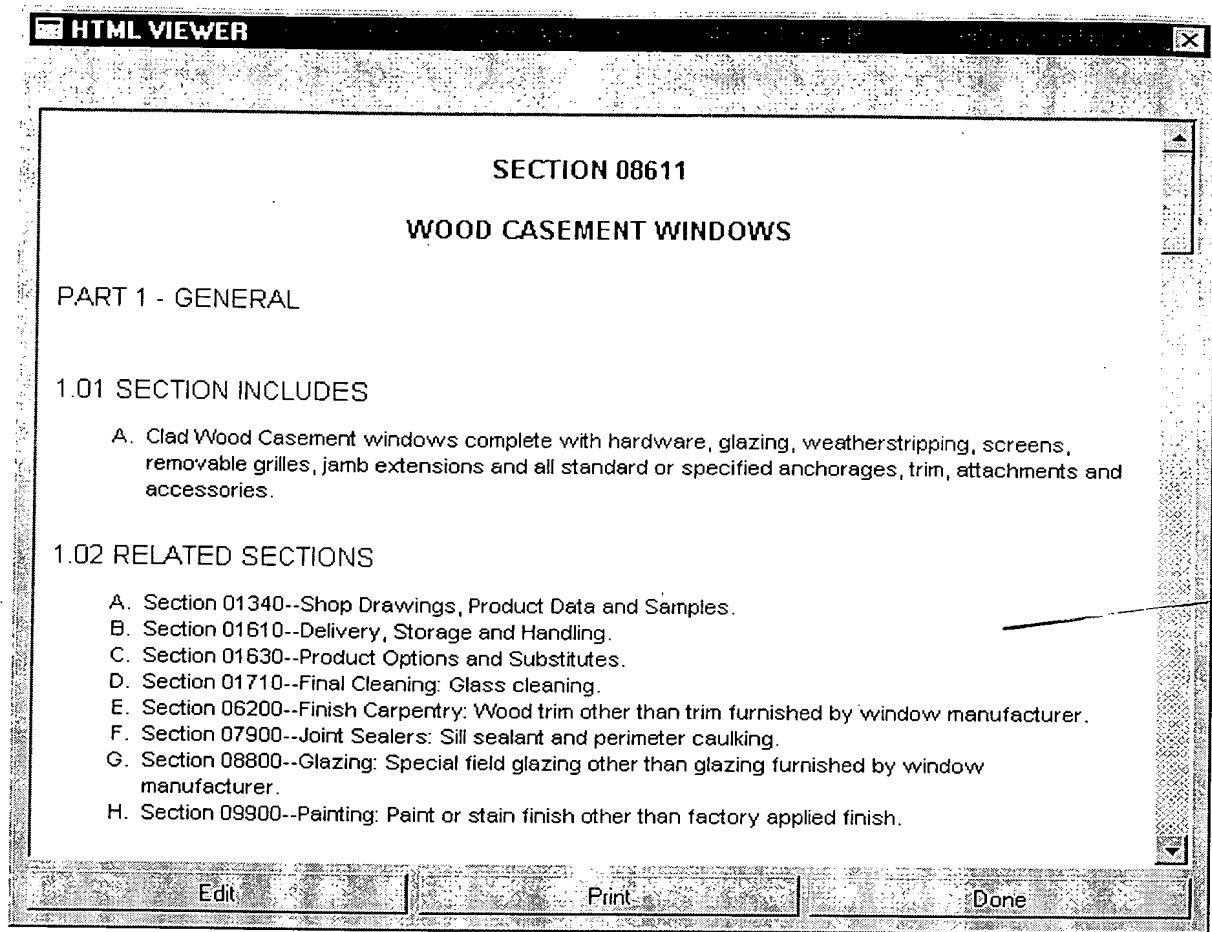 HTML VIEWER
SECTION 08611
WOOD CASEMENT WINDOWS
PART 1 - GENERAL
1.01 SECTION INCLUDES
A. Clad Wood Casement windows complete with hardware, glazing, weatherstripping, screens,
removable grilles, jamb extensions and all standard or specified anchorages, trim, attachments and
accessories.
1.02 RELATED SECTIONS
A. Section 01340--Shop Drawings, Product Data and Samples.
B. Section 01610--Delivery, Storage and Handling.
C. Section 01630--Product Options and Substitutes.
D. Section 01710--Final Cleaning: Glass cleaning.
E. Section 06200--Finish Carpentry: Wood trim other than trim furnished by window manufacturer.
F. Section 07900--Joint Sealers: Sill sealant and perimeter caulking.
G. Section 08800--Glazing: Special field glazing other than glazing furnished by window
manufacturer.
H. Section 09900--Painting: Paint or stain finish other than factory applied finish.
Edit Print Done